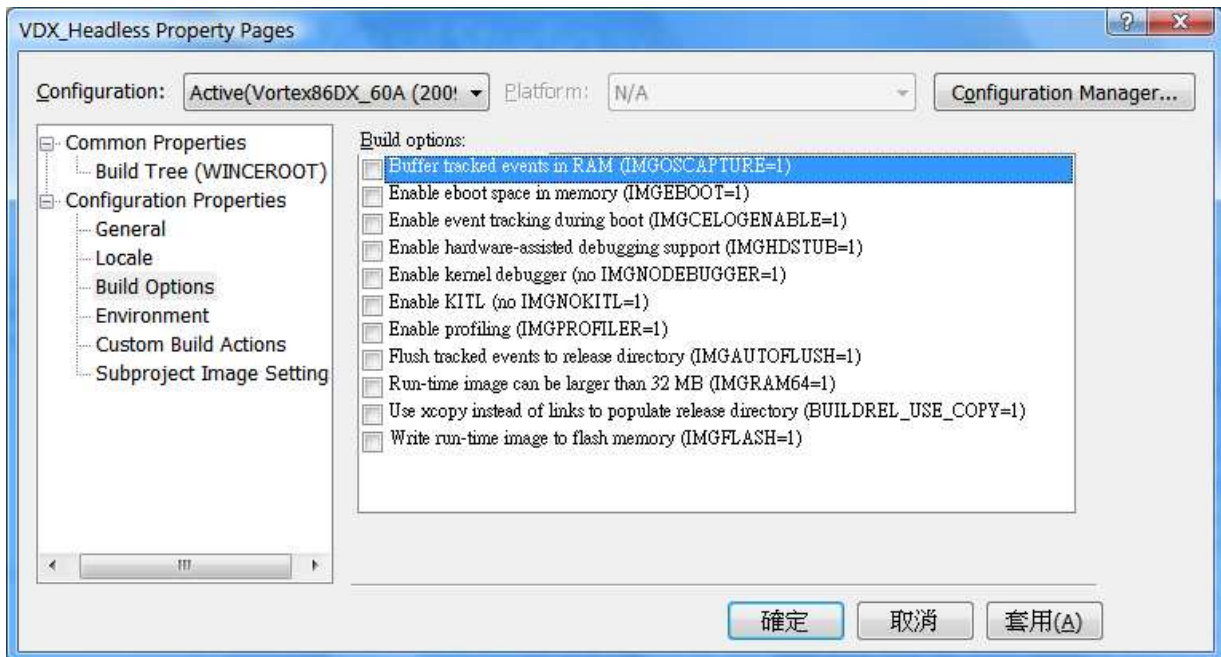 VDX_Headless Property Pages
Configuration: Active(Vortex86DX_60A (200 Platform: N/A Configuration Manager...
Common Properties
Build Tree (WINCEROOT)
Configuration Properties
General
Locale
Build Options
Environment
Custom Build Actions
Subproject Image Setting
Build options:
Buffer tracked events in RAM (IMGOSCAPTURE=1)
Enable eboot space in memory (IMGEBOOT=1)
Enable event tracking during boot (IMGCELOGENABLE=1)
Enable hardware-assisted debugging support (IMGHDSTUB=1)
Enable kernel debugger (no IMGNODEBUGGER=1)
Enable KITL (no IMGNOKITL=1)
Enable profiling (IMGPROFILER=1)
Flush tracked events to release directory (IMGAUTOFLUSH=1)
Run-time image can be larger than 32 MB (IMGRAM64=1)
Use xcopy instead of links to populate release directory (BUILDREL_USE_COPY=1)
Write run-time image to flash memory (IMGFLASH=1)
確定 取消 套用(A)